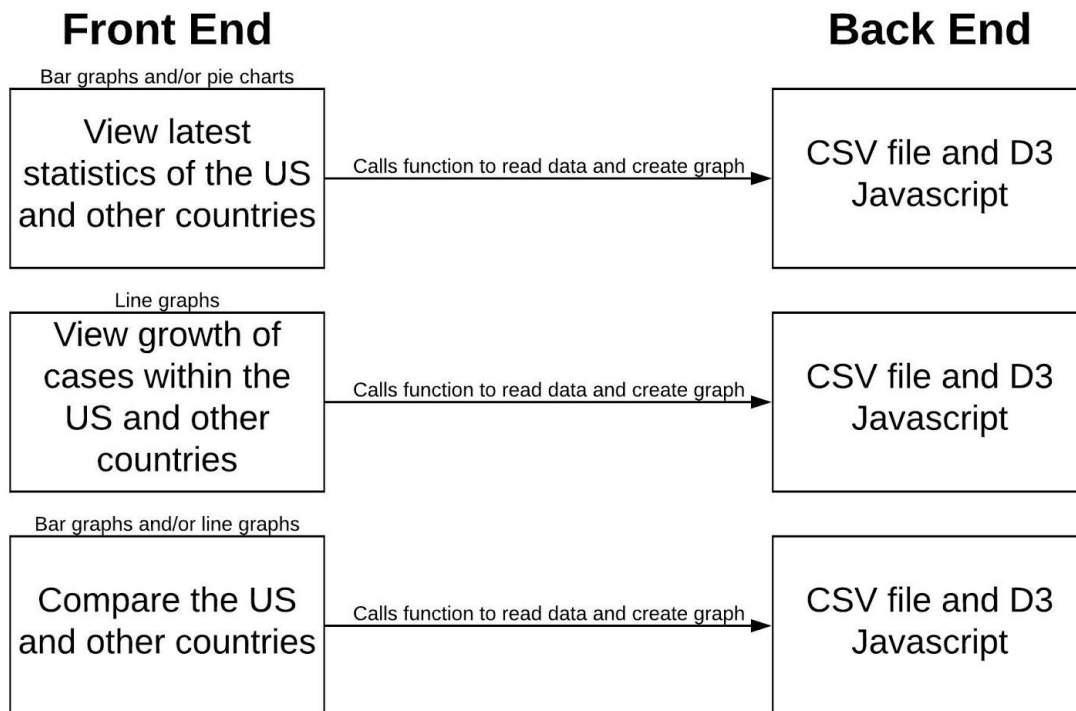 Front End
Back End
Bar graphs and/or pie charts
View latest
statistics of the US
and other countries
Calls function to read data and create graph
CSV file and D3
Javascript
Line graphs
View growth of
cases within the
US and other
countries
Calls function to read data and create graph
CSV file and D3
Javascript
Bar graphs and/or line graphs
Compare the US
and other countries
Calls function to read data and create graph
CSV file and D3
Javascript